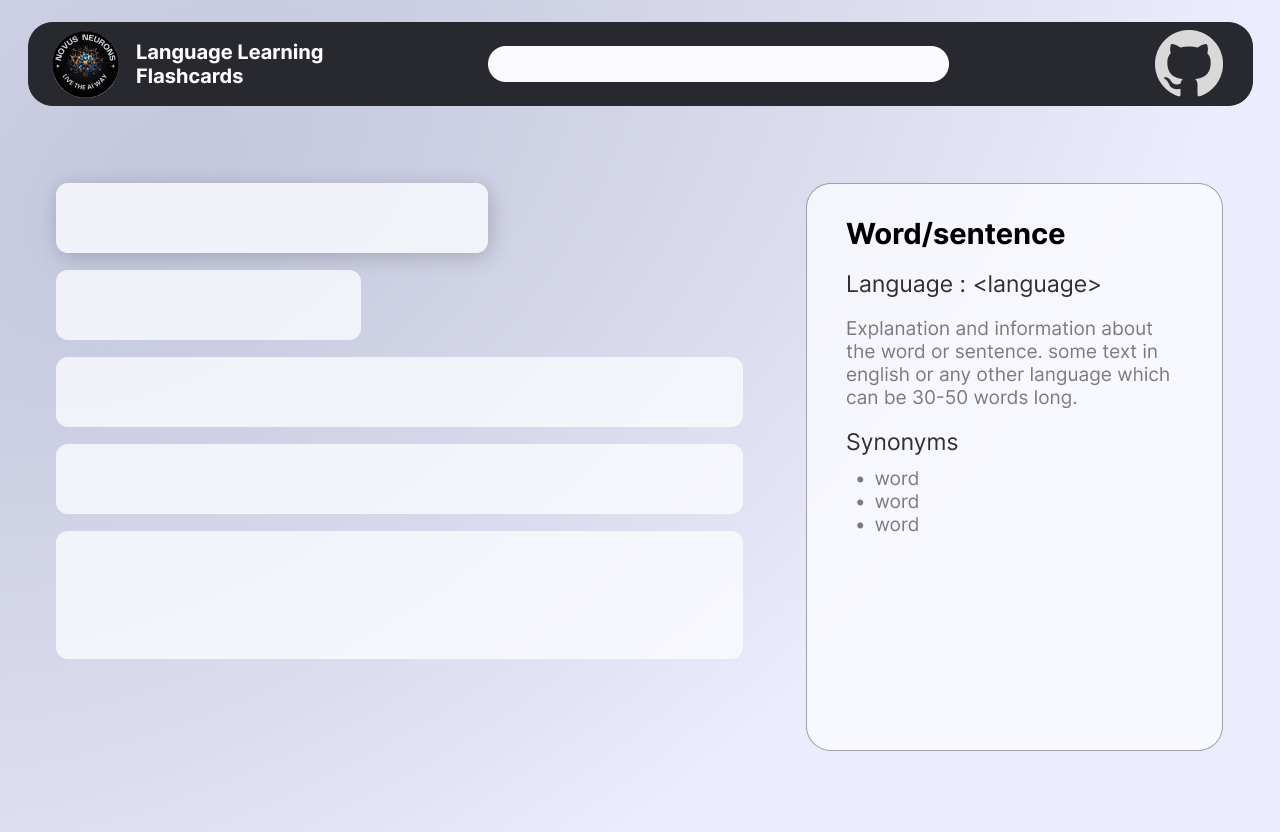 NOVUS NEURONS
LIVE THE AI WAY
Language Learning
Flashcards
Word/sentence
Language : <language>
Explanation and information about
the word or sentence. some text in
english or any other language which
can be 30-50 words long.
Synonyms
• word
• word
• word